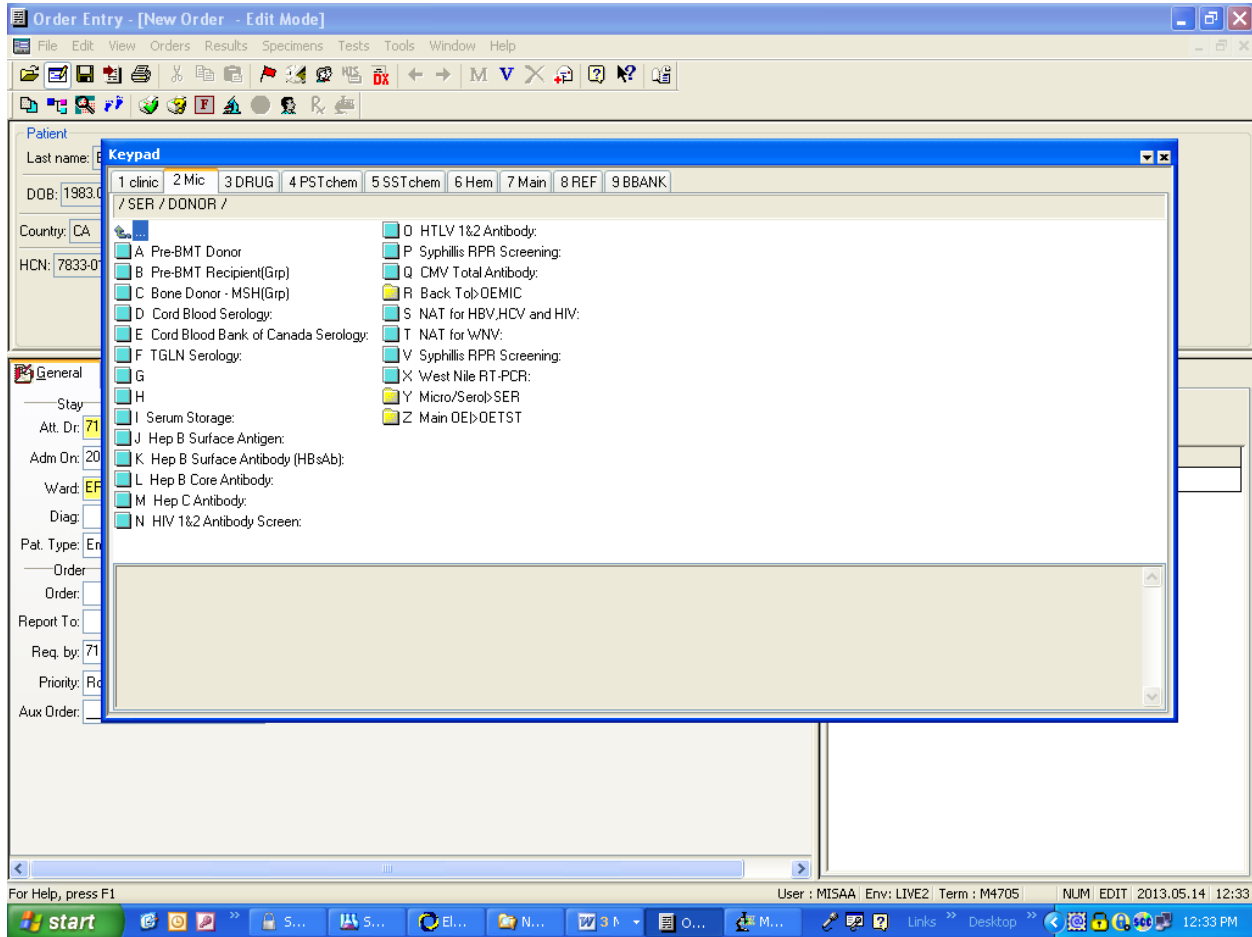 Order Entry - [New Order - Edit Mode]
File Edit View Orders Results Specimens Tests Tools Window Help
Patient
Last name:
DOB: 1983.0
Country: CA
HCN: 7833-0
Keypad
1 clinic 2 Mic 3 DRUG 4 PSTchem 5 SSTchem 6 Hem 7 Main 8 REF 9 BBANK
/ SER / DONOR /
...
A Pre-BMT Donor
B Pre-BMT Recipient(Grp)
C Bone Donor - MSH(Grp)
D Cord Blood Serology:
E Cord Blood Bank of Canada Serology:
F TGLN Serology:
G
H
I Serum Storage:
J Hep B Surface Antigen:
K Hep B Surface Antibody (HBsAb):
L Hep B Core Antibody:
M Hep C Antibody:
N HIV 1&2 Antibody Screen:
O HTLV 1&2 Antibody:
P Syphillis RPR Screening:
Q CMV Total Antibody:
R Back To|>OEMIC
S NAT for HBV,HCV and HIV:
T NAT for WNV:
V Syphillis RPR Screening:
X West Nile RT-PCR:
Y Micro/Serol>SER
Z Main OE|>OETST
General
Stay
Att. Dr: 71
Adm On: 20
Ward: EF
Diag:
Pat. Type: En
Order
Order:
Report To:
Req. by: 71
Priority: Ro
Aux Order:
For Help, press F1
User : MISAA Env: LIVE2 Term : M4705 NUM EDIT 2013.05.14 12:33
start S... S... El... N... 3 N O... M... Links Desktop 12:33 PM